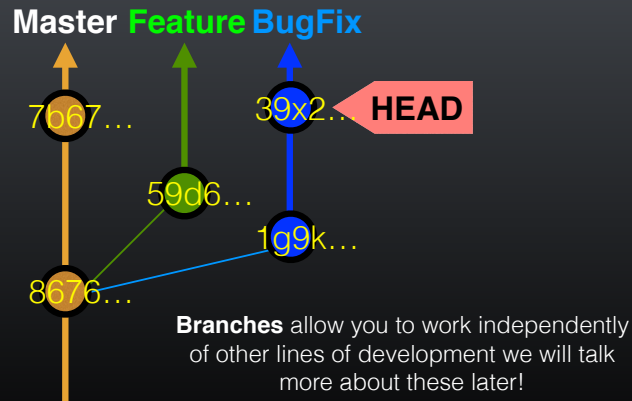 Master Feature BugFix
7b67…
39x2…
HEAD
59d6…
1g9k…
8676…
Branches allow you to work independently
of other lines of development we will talk
more about these later!